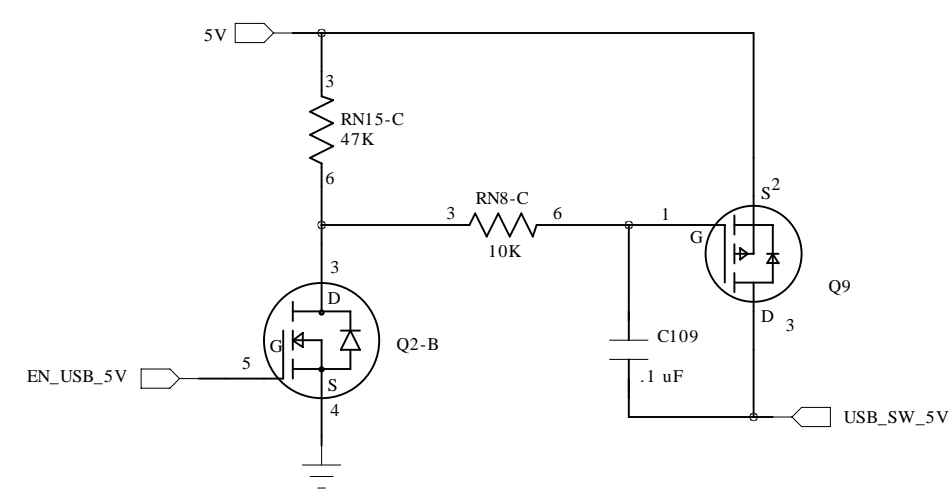 5V
3
RN15-C
47K
6
3
RN8-C
6
10K
1
S
2
G
Q9
D
3
3
D
G
Q2-B
S
4
5
EN_USB_5V
C109
.1 uF
USB_SW_5V